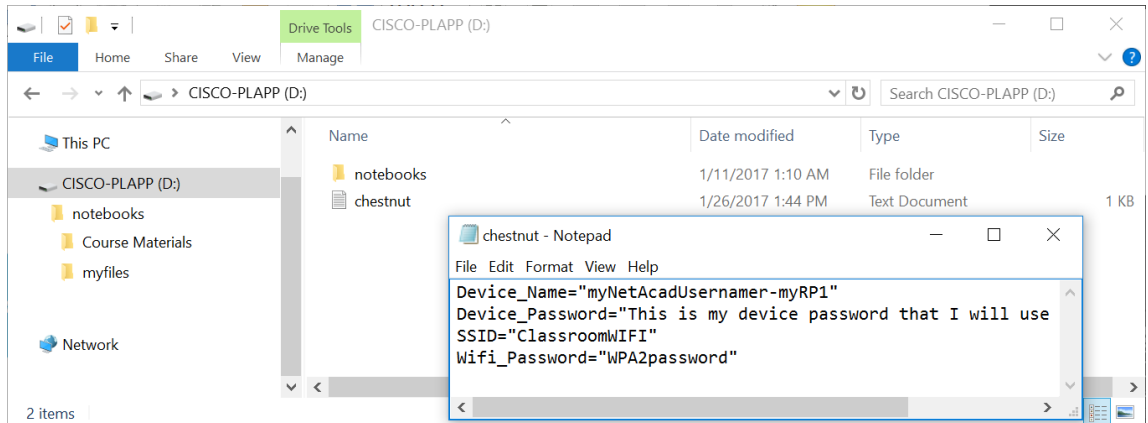 Drive Tools CISCO-PLAPP (D:)
File Home Share View Manage
CISCO-PLAPP (D:) Search CISCO-PLAPP (D:)
This PC
CISCO-PLAPP (D:)
notebooks
Course Materials
myfiles
Network
Name Date modified Type Size
notebooks 1/11/2017 1:10 AM File folder
chestnut 1/26/2017 1:44 PM Text Document 1 KB
chestnut - Notepad
File Edit Format View Help
Device_Name="myNetAcadUsernamer-myRP1"
Device_Password="This is my device password that I will use
SSID="ClassroomWIFI"
Wifi_Password="WPA2password"
2 items